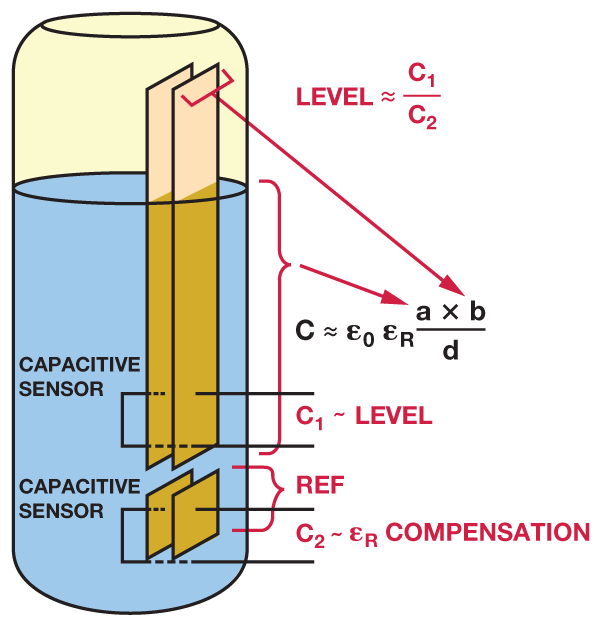 LEVEL ≈ C₁/C₂
C ≈ ε₀ εᵣ a × b/d
CAPACITIVE
SENSOR
C₁ ~ LEVEL
CAPACITIVE
SENSOR
REF
C₂ ~ εᵣ COMPENSATION